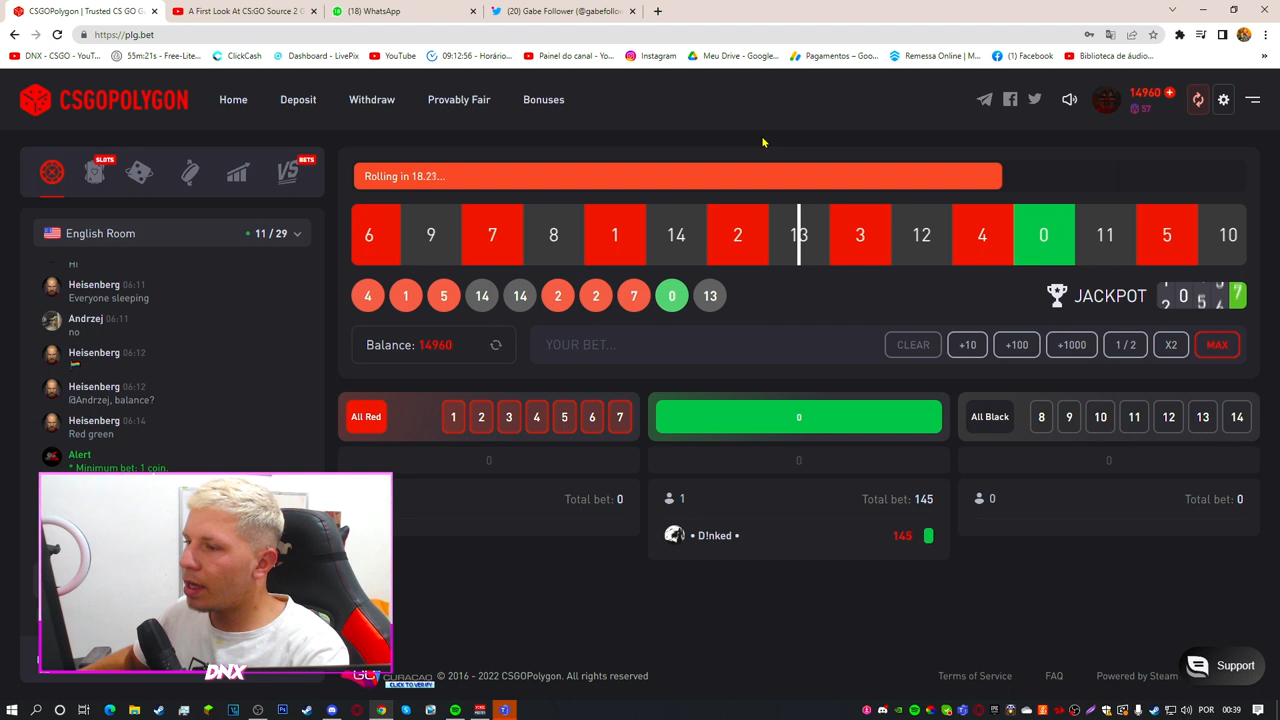 CSGOPolygon | Trusted CS GO G
A First Look At CS:GO Source 2 G
(18) WhatsApp
(20) Gabe Follower (@gabefollow
https://plg.bet
DNX - CSGO - YouT...
55m:21s - Free-Lite...
ClickCash
Dashboard - LivePix
YouTube
09:12:56 - Horário...
Painel do canal - Yo...
Instagram
Meu Drive - Google...
Pagamentos – Goo...
Remessa Online | M...
(1) Facebook
Biblioteca de áudio...
CSGOPOLYGON
Home
Deposit
Withdraw
Provably Fair
Bonuses
14960
57
SLOTS
BETS
VS
Rolling in 18.23...
6 9 7 8 1 14 2 13 3 12 4 0 11 5 10
4 1 5 14 14 2 2 7 0 13
JACKPOT
Balance: 14960
YOUR BET...
CLEAR
+10
+100
+1000
1 / 2
X2
MAX
All Red
1 2 3 4 5 6 7
0
All Black
8 9 10 11 12 13 14
0
0
0
Total bet: 0
1
Total bet: 145
0
Total bet: 0
• D!nked •
145
English Room
11 / 29
Hi
Heisenberg 06:11
Everyone sleeping
Andrzej 06:11
no
Heisenberg 06:12
Heisenberg 06:12
@Andrzej, balance?
Heisenberg 06:14
Red green
Alert
* Minimum bet: 1 coin.
DNX
CURACAO
CLICK TO VERIFY
© 2016 - 2022 CSGOPolygon. All rights reserved
Terms of Service
FAQ
Powered by Steam
Support
POR
00:39